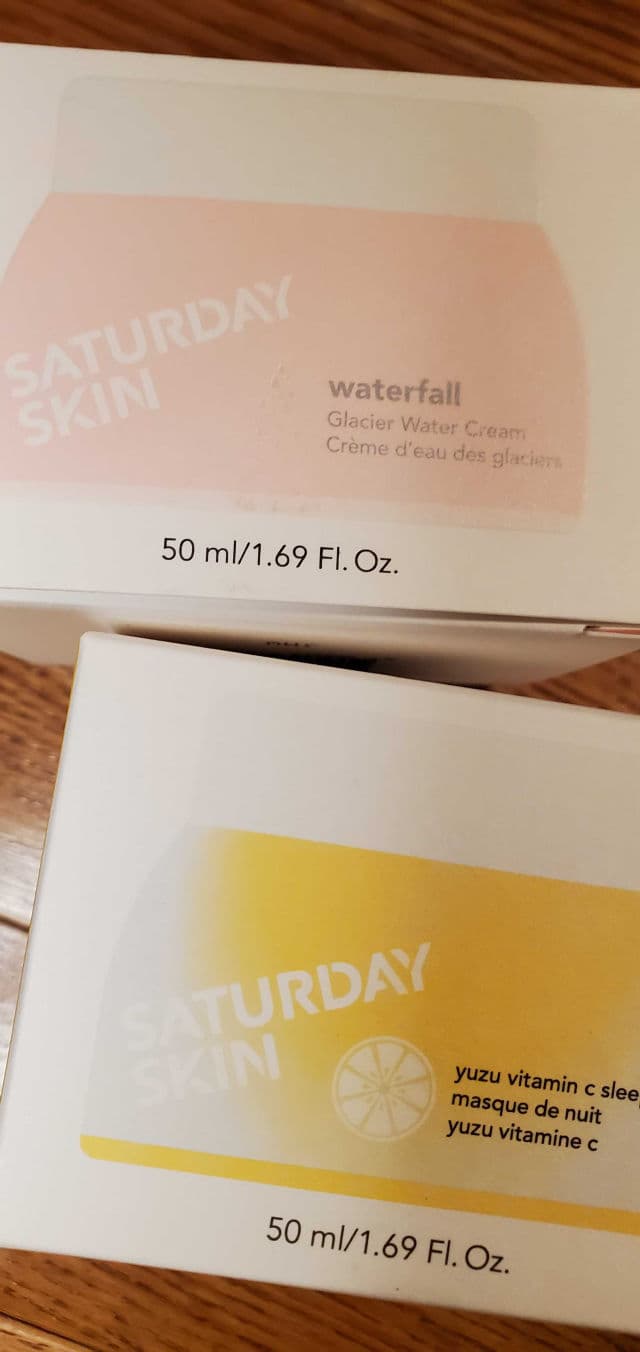 SATURDAY
SKIN
waterfall
Glacier Water Cream
Crème d'eau des glaciers
50 ml/1.69 Fl. Oz.
SATURDAY
SKIN
yuzu vitamin c
masque de nuit
yuzu vitamine c
50 ml/1.69 Fl. Oz.